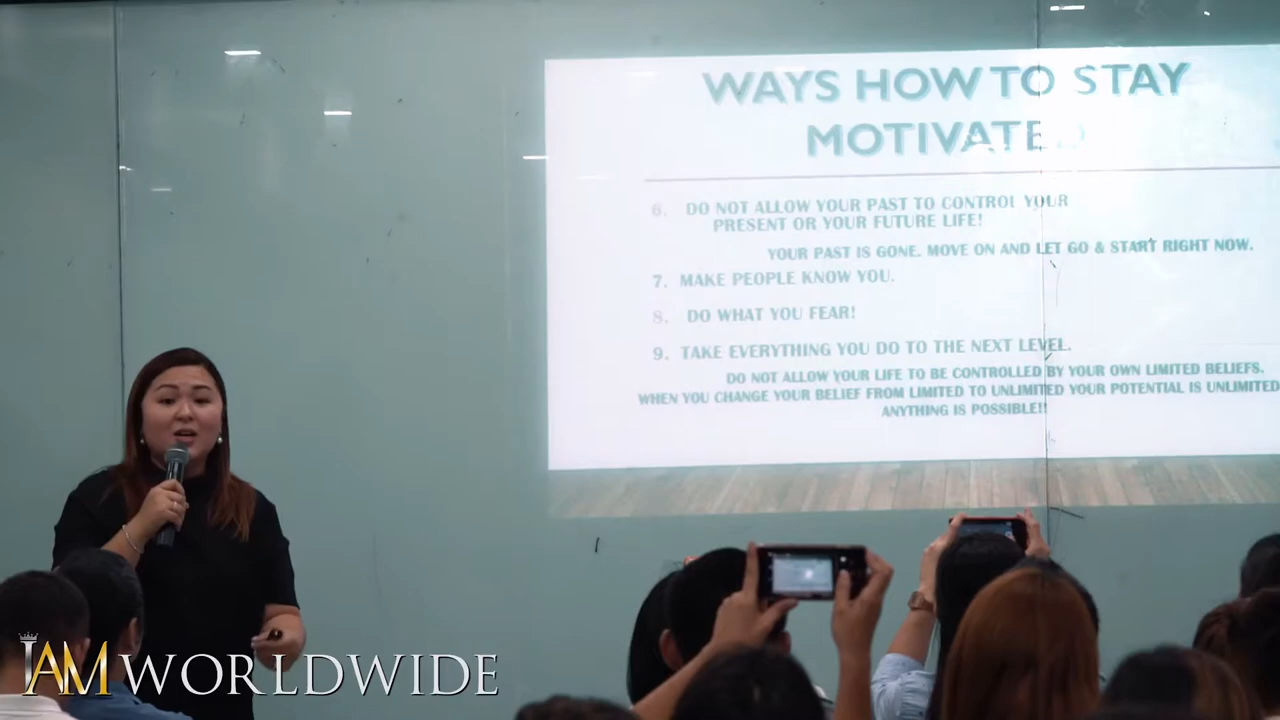 WAYS HOW TO STAY
MOTIVATED
6. DO NOT ALLOW YOUR PAST TO CONTROL YOUR
PRESENT OR YOUR FUTURE LIFE!
YOUR PAST IS GONE. MOVE ON AND LET GO & START RIGHT NOW.
7. MAKE PEOPLE KNOW YOU.
8. DO WHAT YOU FEAR!
9. TAKE EVERYTHING YOU DO TO THE NEXT LEVEL.
DO NOT ALLOW YOUR LIFE TO BE CONTROLLED BY YOUR OWN LIMITED BELIEFS.
WHEN YOU CHANGE YOUR BELIEF FROM LIMITED TO UNLIMITED YOUR POTENTIAL IS UNLIMITED
ANYTHING IS POSSIBLE!!
IAM WORLDWIDE